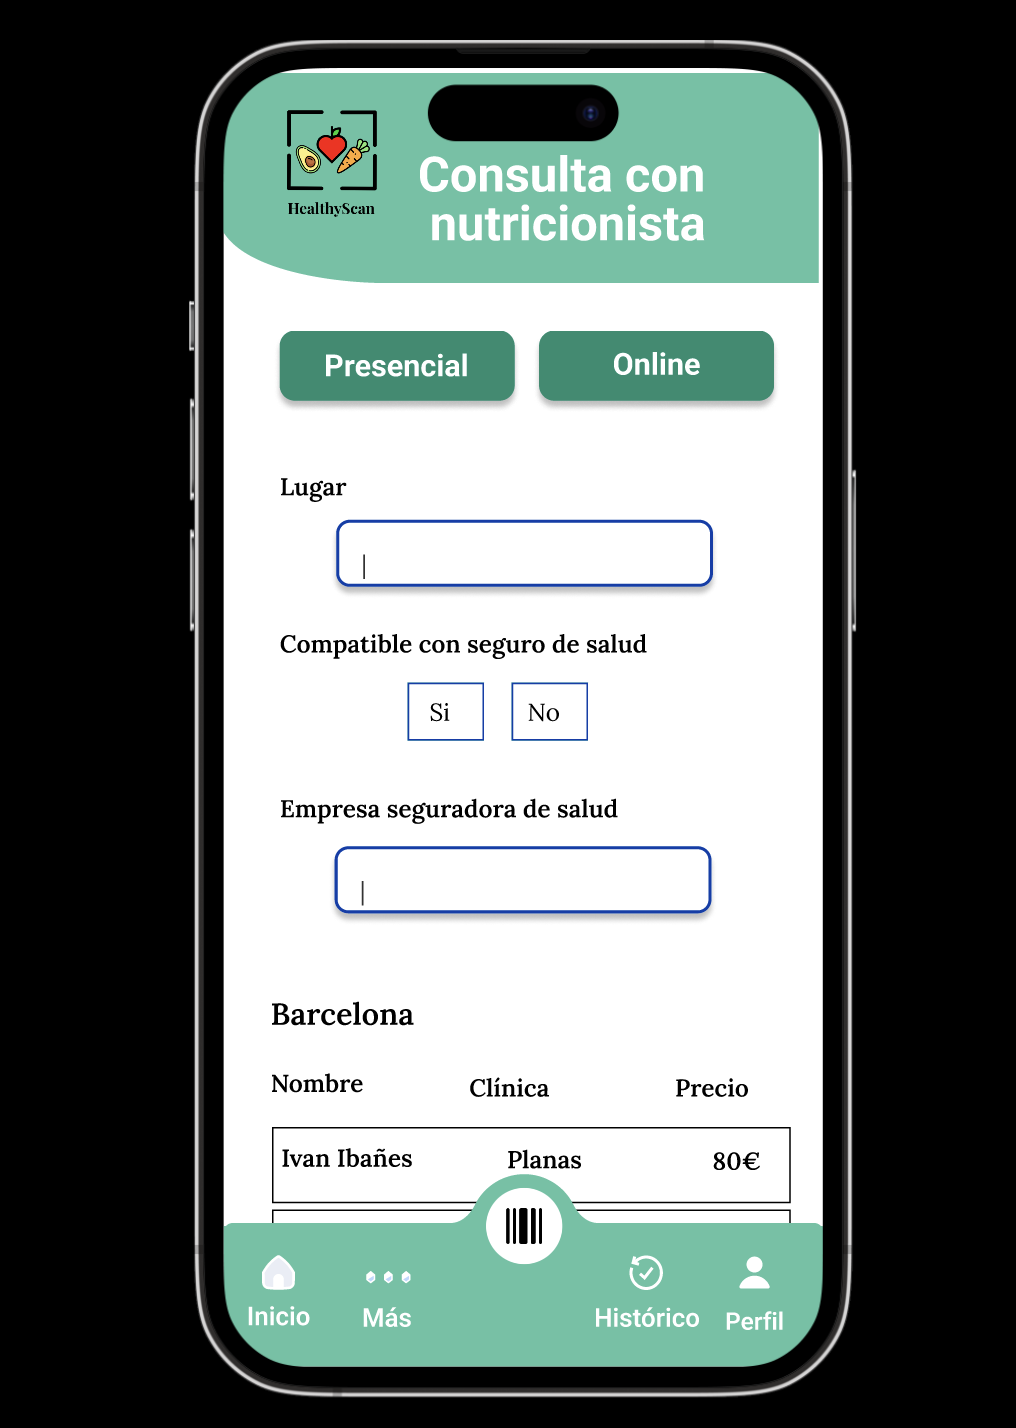 HealthyScan
Consulta con
nutricionista
Presencial
Online
Lugar
Compatible con seguro de salud
Si
No
Empresa seguradora de salud
Barcelona
Nombre
Clínica
Precio
Ivan Ibañes
Planas
80€
Inicio
Más
Histórico
Perfil